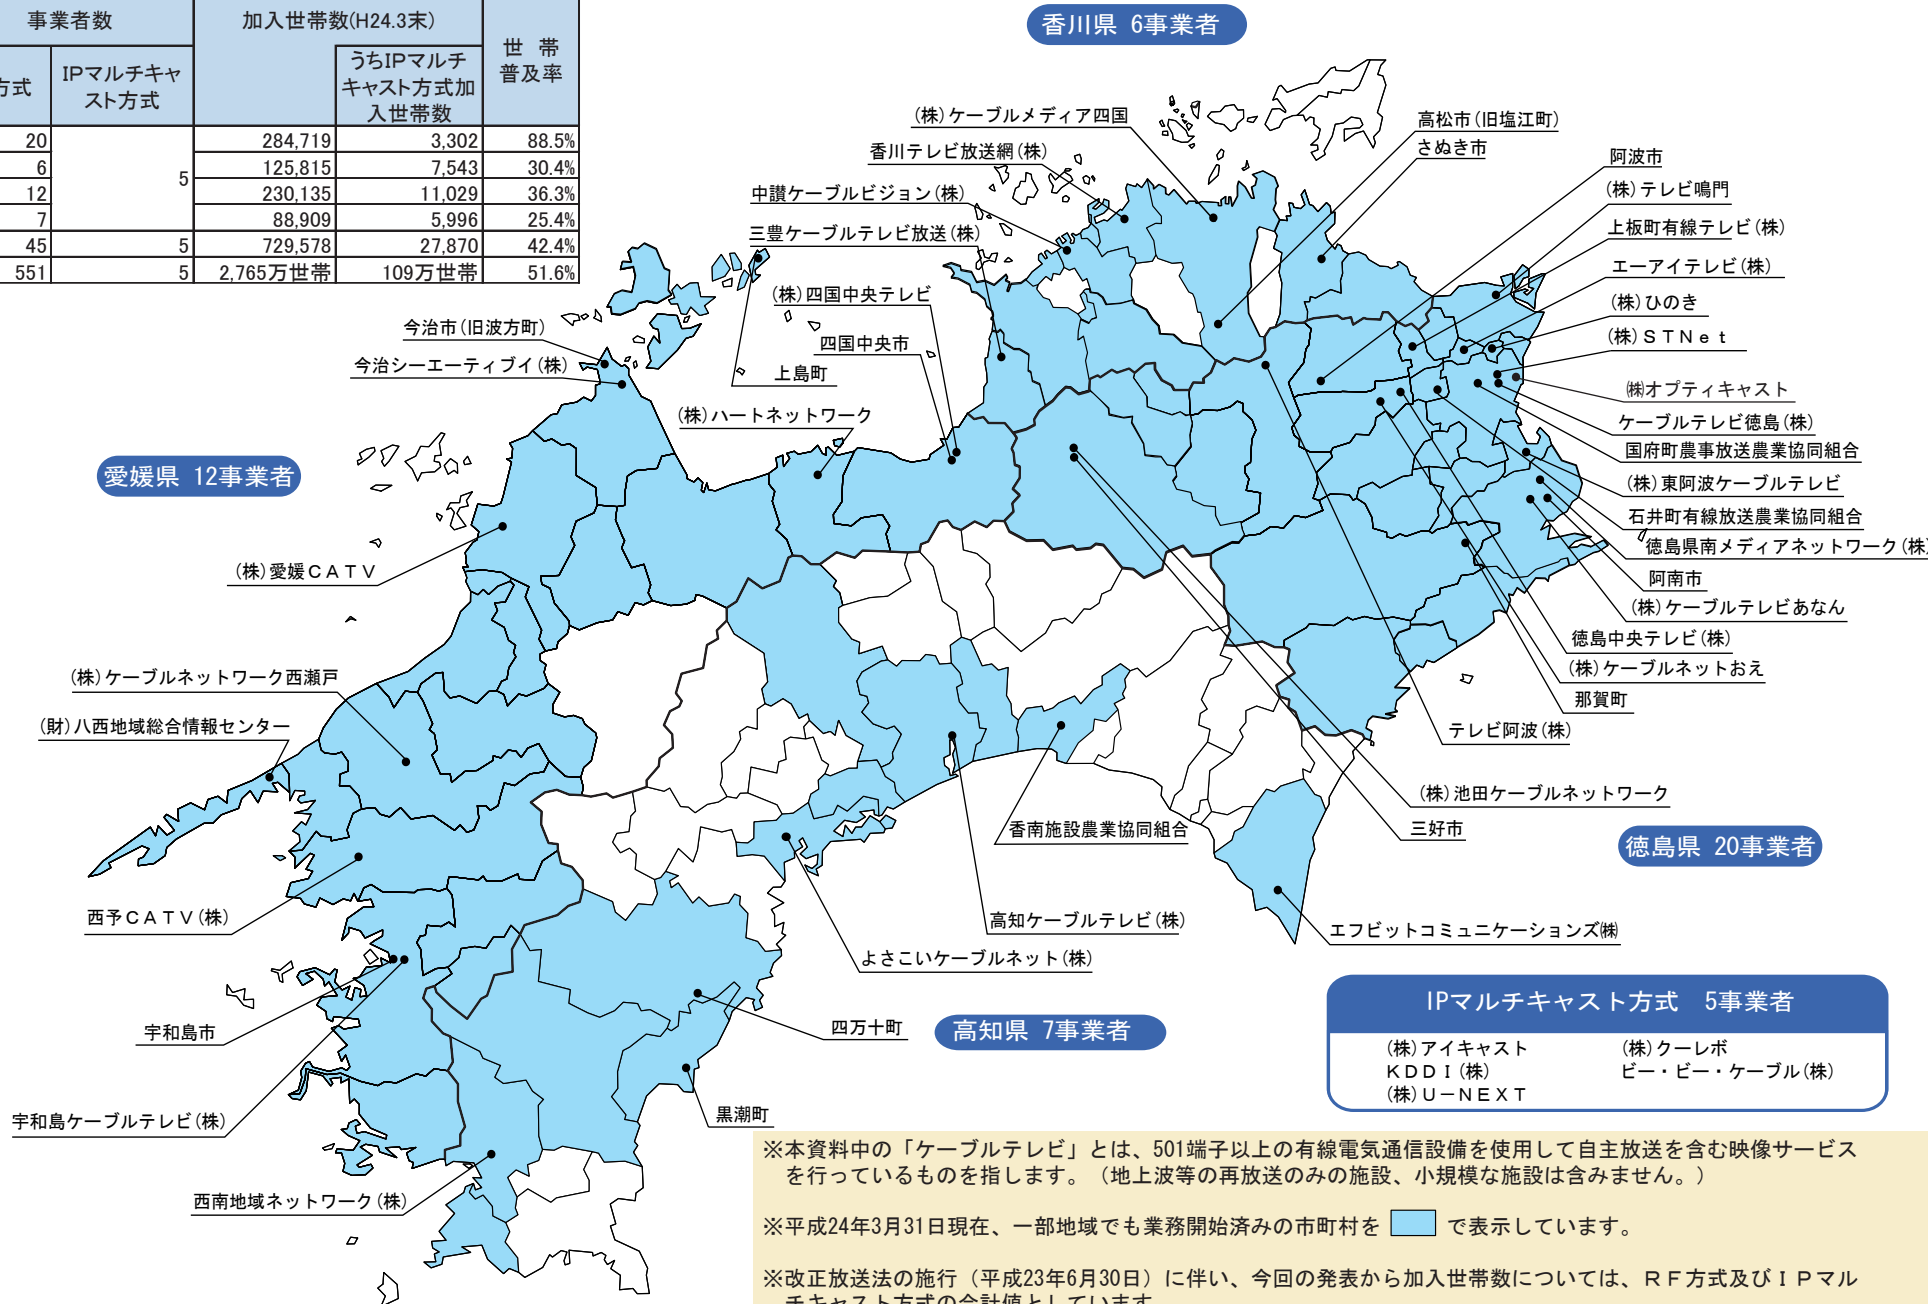 事業者数
加入世帯数(H24.3末)
世 帯
普及率
方式
IPマルチキャ
スト方式
うちIPマルチ
キャスト方式加
入世帯数
20 284,719 3,302 88.5%
6 125,815 7,543 30.4%
5
12 230,135 11,029 36.3%
7 88,909 5,996 25.4%
45 5 729,578 27,870 42.4%
551 5 2,765万世帯 109万世帯 51.6%
香川県 6事業者
(株)ケーブルメディア四国
香川テレビ放送網(株)
中讃ケーブルビジョン(株)
三豊ケーブルテレビ放送(株)
(株)四国中央テレビ
四国中央市
上島町
今治市(旧波方町)
今治シーエーティブイ(株)
(株)ハートネットワーク
愛媛県 12事業者
(株)愛媛CATV
(株)ケーブルネットワーク西瀬戸
(財)八西地域総合情報センター
西予CATV(株)
宇和島市
宇和島ケーブルテレビ(株)
西南地域ネットワーク(株)
高松市(旧塩江町)
さぬき市
阿波市
(株)テレビ鳴門
上板町有線テレビ(株)
エーアイテレビ(株)
(株)ひのき
(株)STNet
㈱オプティキャスト
ケーブルテレビ徳島(株)
国府町農事放送農業協同組合
(株)東阿波ケーブルテレビ
石井町有線放送農業協同組合
徳島県南メディアネットワーク(株)
阿南市
(株)ケーブルテレビあなん
徳島中央テレビ(株)
(株)ケーブルネットおえ
那賀町
テレビ阿波(株)
(株)池田ケーブルネットワーク
三好市
徳島県 20事業者
香南施設農業協同組合
高知ケーブルテレビ(株)
よさこいケーブルネット(株)
エフビットコミュニケーションズ㈱
四万十町
高知県 7事業者
黒潮町
IPマルチキャスト方式　5事業者
(株)アイキャスト
KDDI(株)
(株)U－NEXT
(株)クーレボ
ビー・ビー・ケーブル(株)
※本資料中の「ケーブルテレビ」とは、501端子以上の有線電気通信設備を使用して自主放送を含む映像サービス
を行っているものを指します。（地上波等の再放送のみの施設、小規模な施設は含みません。）
※平成24年3月31日現在、一部地域でも業務開始済みの市町村を で表示しています。
※改正放送法の施行（平成23年6月30日）に伴い、今回の発表から加入世帯数については、RF方式及びIPマル
チキャスト方式の合計値としています。